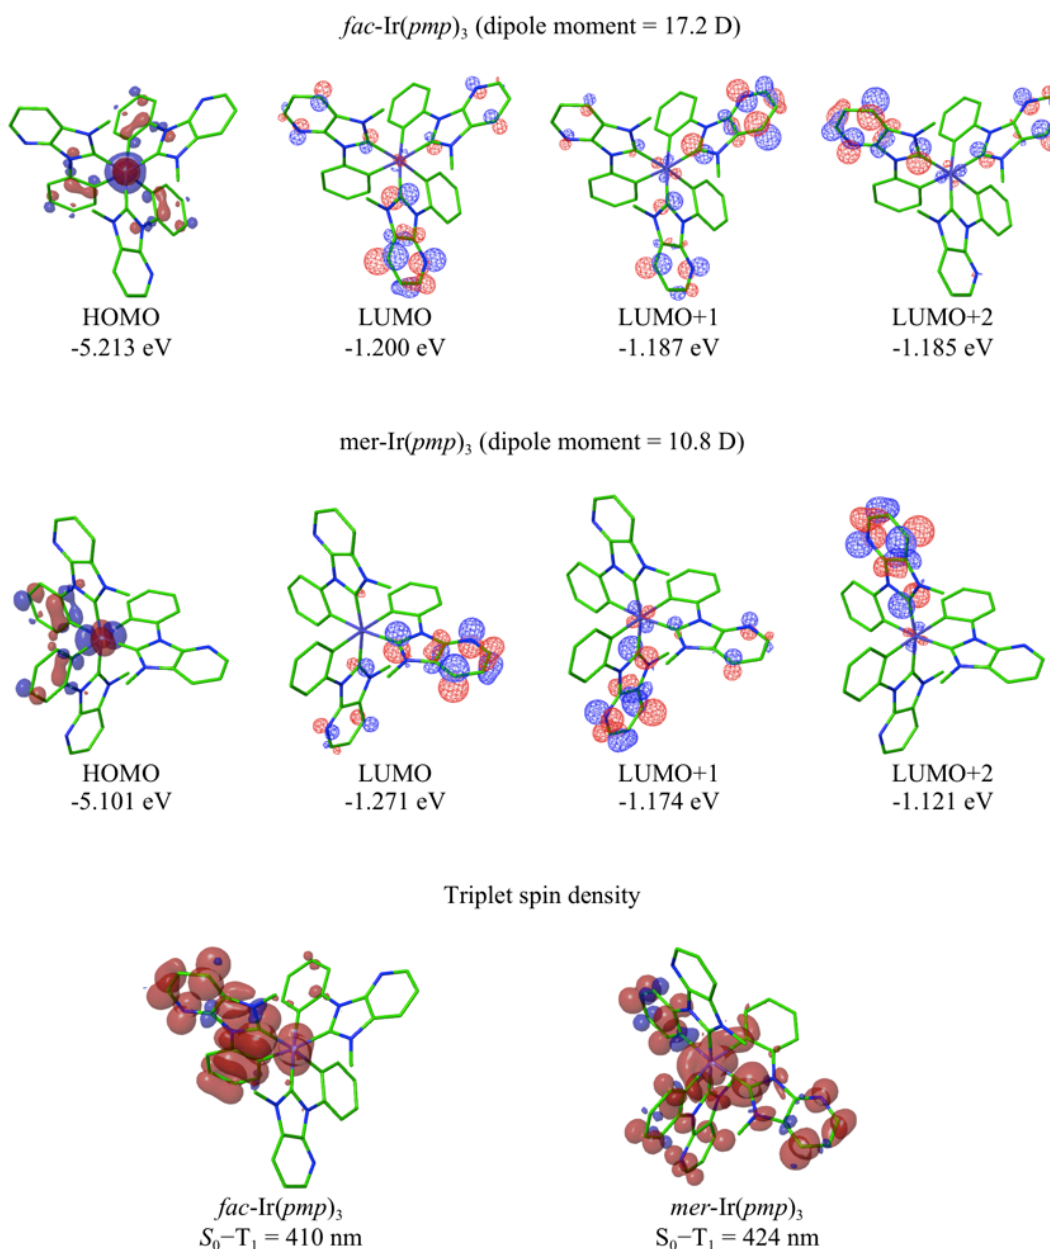 fac-Ir(pmp)₃ (dipole moment = 17.2 D)
HOMO LUMO LUMO+1 LUMO+2
-5.213 eV -1.200 eV -1.187 eV -1.185 eV
mer-Ir(pmp)₃ (dipole moment = 10.8 D)
HOMO LUMO LUMO+1 LUMO+2
-5.101 eV -1.271 eV -1.174 eV -1.121 eV
Triplet spin density
fac-Ir(pmp)₃ mer-Ir(pmp)₃
S₀−T₁ = 410 nm S₀−T₁ = 424 nm